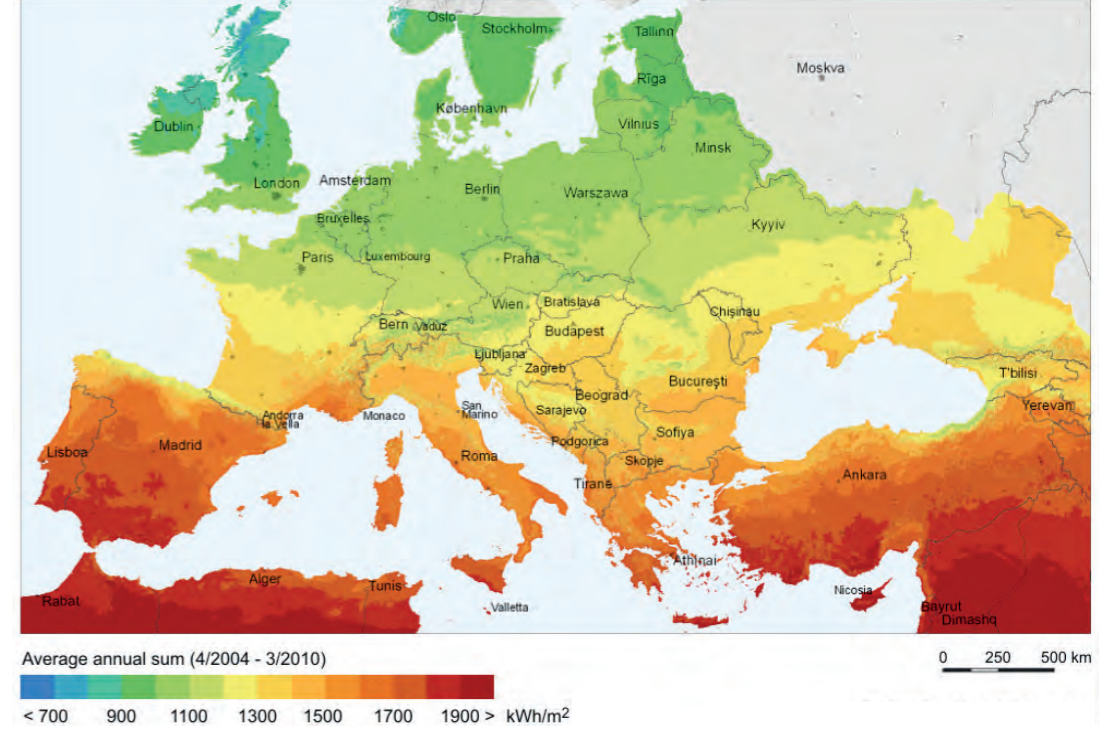 Oslo
Stockholm
Tallinn
Moskva
Rīga
København
Dublin
Vilnius
Minsk
London
Amsterdam
Berlin
Warszawa
Bruxelles
Kyyiv
Paris
Luxembourg
Praha
Wien
Bratislava
Chişinau
Bern
Vaduz
Budapest
Ljubljana
Zagreb
T'bilisi
Bucureşti
Beograd
Andorra
la Vella
Monaco
San
Marino
Sarajevo
Yerevan
Lisboa
Madrid
Podgorica
Sofiya
Roma
Skopje
Ankara
Tiranë
Athínai
Alger
Tunis
Nicosia
Rabat
Valletta
Bayrut
Dimashq
Average annual sum (4/2004 - 3/2010)
0 250 500 km
< 700 900 1100 1300 1500 1700 1900 > kWh/m2